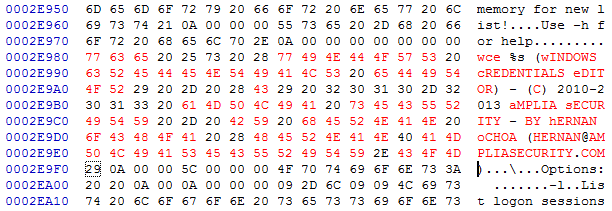 0002E950 6D 65 6D 6F 72 79 20 66 6F 72 20 6E 65 77 20 6C memory for new l
0002E960 69 73 74 21 0A 00 00 00 55 73 65 20 2D 68 20 66 ist!....Use -h f
0002E970 6F 72 20 68 65 6C 70 2E 0A 00 00 00 00 00 00 00 or help.........
0002E980 77 63 65 20 25 73 20 28 77 49 4E 44 4F 57 53 20 wce %s (wINDOWS
0002E990 63 52 45 44 45 4E 54 49 41 4C 53 20 65 44 49 54 cREDENTIALS eDIT
0002E9A0 4F 52 29 20 2D 20 28 43 29 20 32 30 31 30 2D 32 OR) - (C) 2010-2
0002E9B0 30 31 33 20 61 4D 50 4C 49 41 20 73 45 43 55 52 013 aMPLIA sECUR
0002E9C0 49 54 59 20 2D 20 42 59 20 68 45 52 4E 41 4E 20 ITY - BY hERNAN
0002E9D0 6F 43 48 4F 41 20 28 48 45 52 4E 41 4E 40 41 4D oCHOA (HERNAN@AM
0002E9E0 50 4C 49 41 53 45 43 55 52 49 54 59 2E 43 4F 4D PLIASECURITY.COM
0002E9F0 29 0A 00 00 5C 00 00 00 4F 70 74 69 6F 6E 73 3A )...\...Options:
0002EA00 20 20 0A 00 0A 00 00 00 09 2D 6C 09 09 4C 69 73 .......-l..Lis
0002EA10 74 20 6C 6F 67 6F 6E 20 73 65 73 73 69 6F 6E 73 t logon sessions